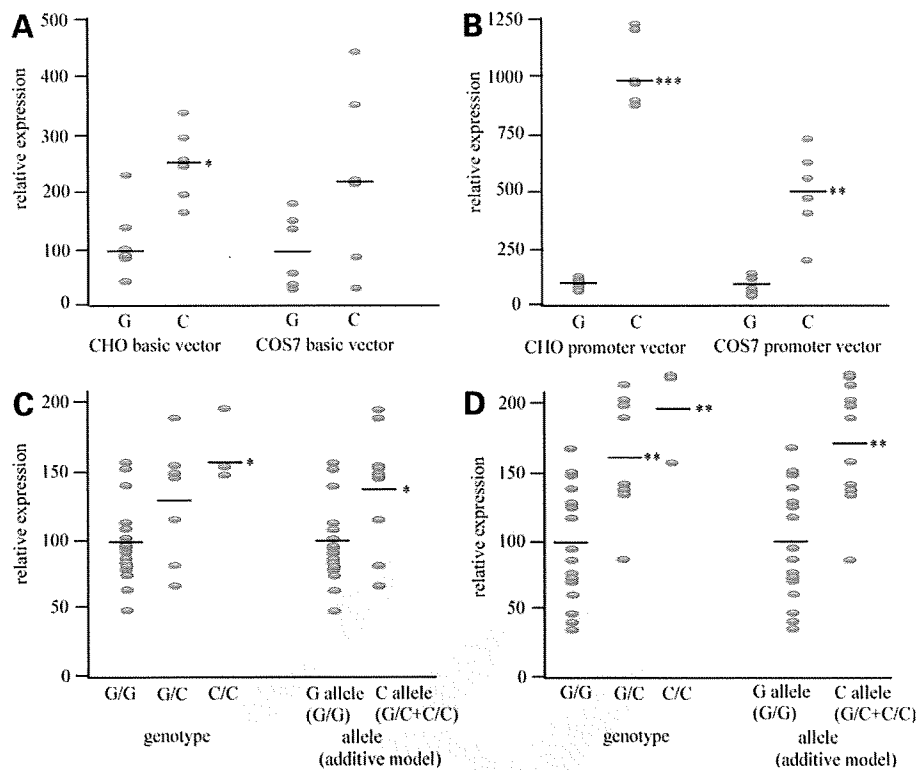 A
relative expression
500
400
300
200
100
0
*
G C G C
CHO basic vector COS7 basic vector
B
relative expression
1250
1000
750
500
250
0
***
**
G C G C
CHO promoter vector COS7 promoter vector
C
relative expression
200
150
100
50
0
*
*
G/G G/C C/C G allele C allele
(G/G) (G/C+C/C)
genotype allele
(additive model)
D
relative expression
200
150
100
50
0
**
**
**
G/G G/C C/C G allele C allele
(G/G) (G/C+C/C)
genotype allele
(additive model)